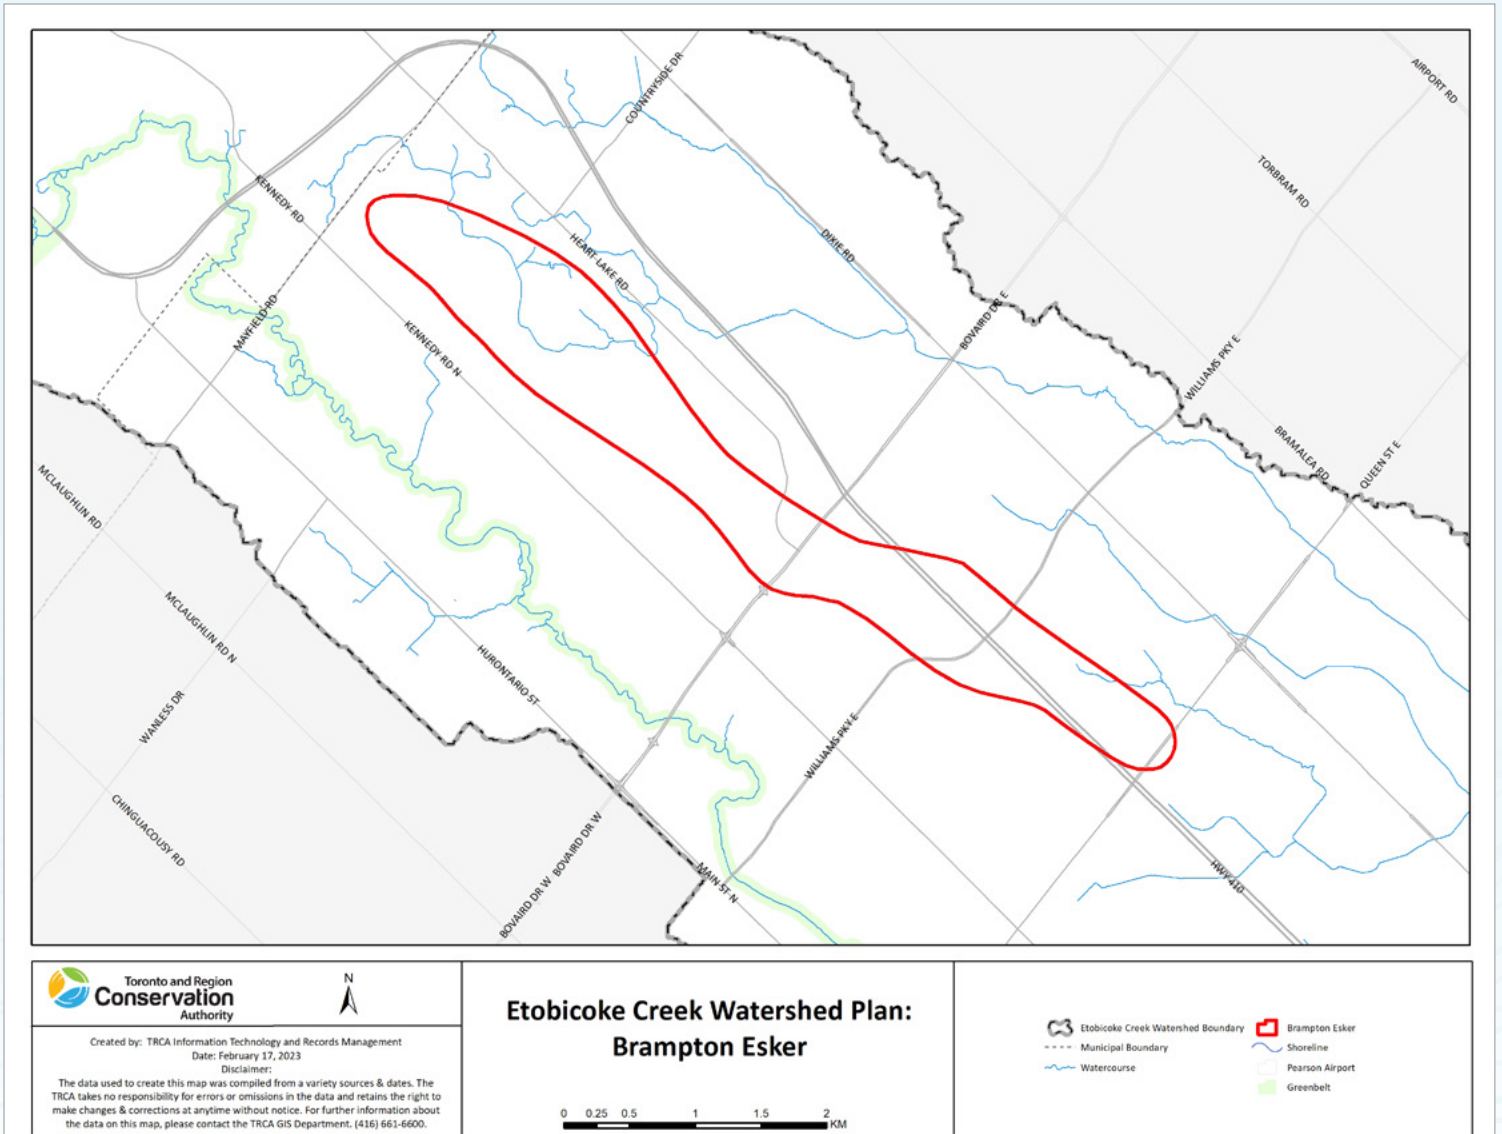 COUNTRYSIDE DR
AIRPORT RD
TORBRAM RD
KENNEDY RD
HEART LAKE RD
DIXIE RD
MAYFIELD RD
KENNEDY RD N
BOVAIRD DR E
WILLIAMS PKY E
BRAMALEA RD
QUEEN ST E
MCLAUGHLIN RD
MCLAUGHLIN RD N
HURONTARIO ST
WANLESS DR
WILLIAMS PKY E
CHINGUACOUSY RD
BOVAIRD DR W
BOVAIRD DR W
MAIN ST N
HWY 410
Toronto and Region
Conservation
Authority
N
Created by: TRCA Information Technology and Records Management
Date: February 17, 2023
Disclaimer:
The data used to create this map was compiled from a variety sources & dates. The
TRCA takes no responsibility for errors or omissions in the data and retains the right to
make changes & corrections at anytime without notice. For further information about
the data on this map, please contact the TRCA GIS Department. (416) 661-6600.
Etobicoke Creek Watershed Plan:
Brampton Esker
0 0.25 0.5 1 1.5 2
KM
Etobicoke Creek Watershed Boundary
Municipal Boundary
Watercourse
Brampton Esker
Shoreline
Pearson Airport
Greenbelt